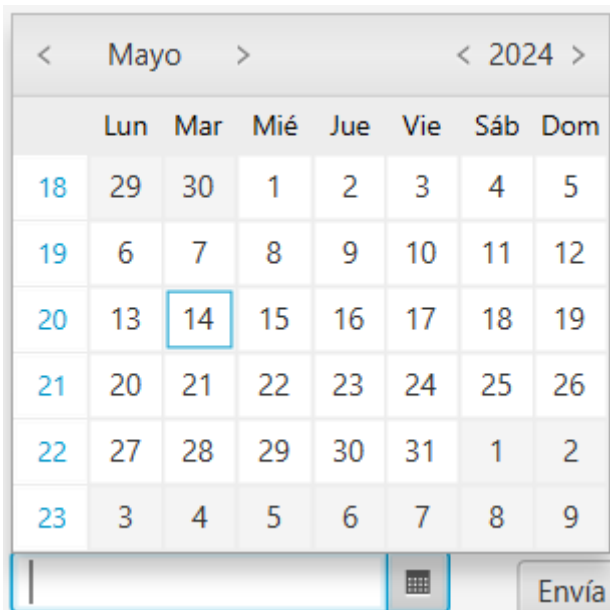 < Mayo > < 2024 >
Lun Mar Mié Jue Vie Sáb Dom
18 29 30 1 2 3 4 5
19 6 7 8 9 10 11 12
20 13 14 15 16 17 18 19
21 20 21 22 23 24 25 26
22 27 28 29 30 31 1 2
23 3 4 5 6 7 8 9
Envía